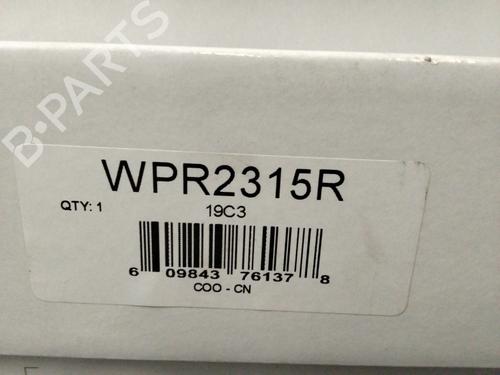 B-PARTS
WPR2315R
QTY: 1
19C3
6 09843 76137 8
COO - CN